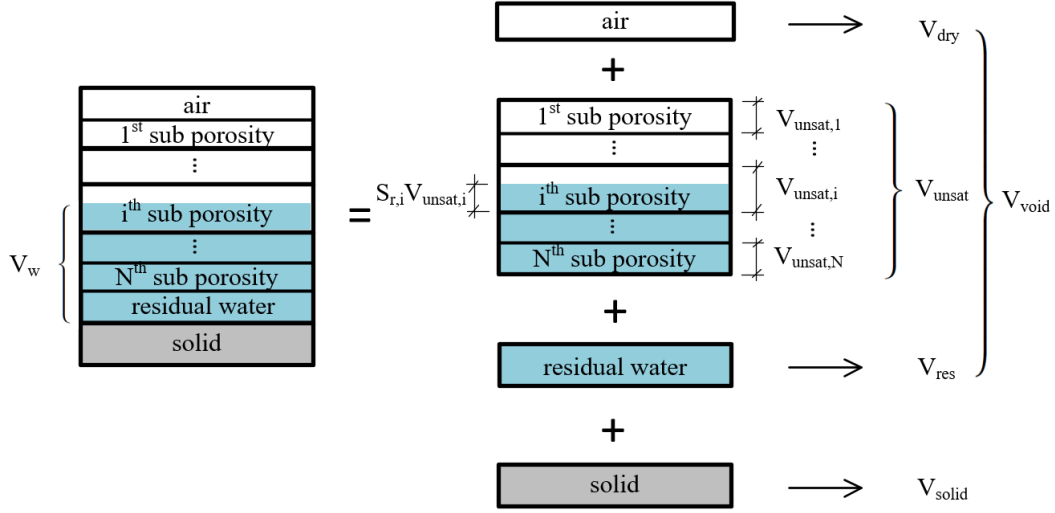 air
1st sub porosity
⋮
ith sub porosity
⋮
Nth sub porosity
residual water
solid
Vw
=
air
Vdry
+
1st sub porosity
⋮
ith sub porosity
⋮
Nth sub porosity
Sr,iVunsat,i
Vunsat,1
⋮
Vunsat,i
⋮
Vunsat,N
Vunsat
Vvoid
+
residual water
Vres
+
solid
Vsolid